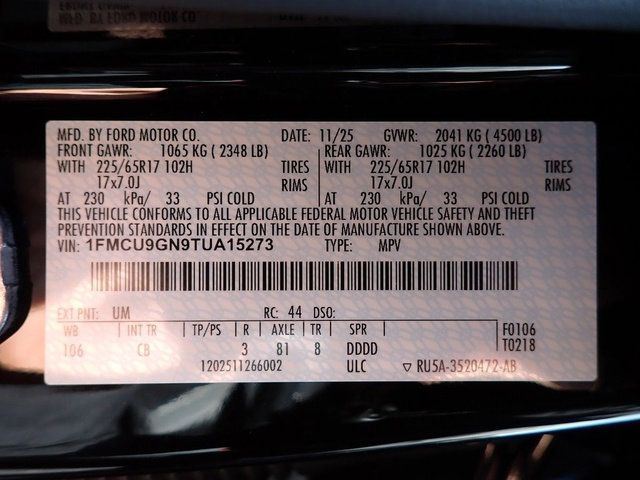 MFD. BY FORD MOTOR CO
MFD. BY FORD MOTOR CO. DATE: 11/25 GVWR: 2041 KG ( 4500 LB)
FRONT GAWR: 1065 KG ( 2348 LB) REAR GAWR: 1025 KG ( 2260 LB)
WITH 225/65R17 102H TIRES WITH 225/65R17 102H TIRES
17x7.0J RIMS 17x7.0J RIMS
AT 230 kPa/ 33 PSI COLD AT 230 kPa/ 33 PSI COLD
THIS VEHICLE CONFORMS TO ALL APPLICABLE FEDERAL MOTOR VEHICLE SAFETY AND THEFT
PREVENTION STANDARDS IN EFFECT ON THE DATE OF MANUFACTURE SHOWN ABOVE.
VIN: 1FMCU9GN9TUA15273 TYPE: MPV
EXT PNT: UM RC: 44 DSO:
WB INT TR TP/PS R AXLE TR SPR F0106
106 CB 3 81 8 DDDD T0218
1202511266002 ULC ▽ RU5A-3520472-AB